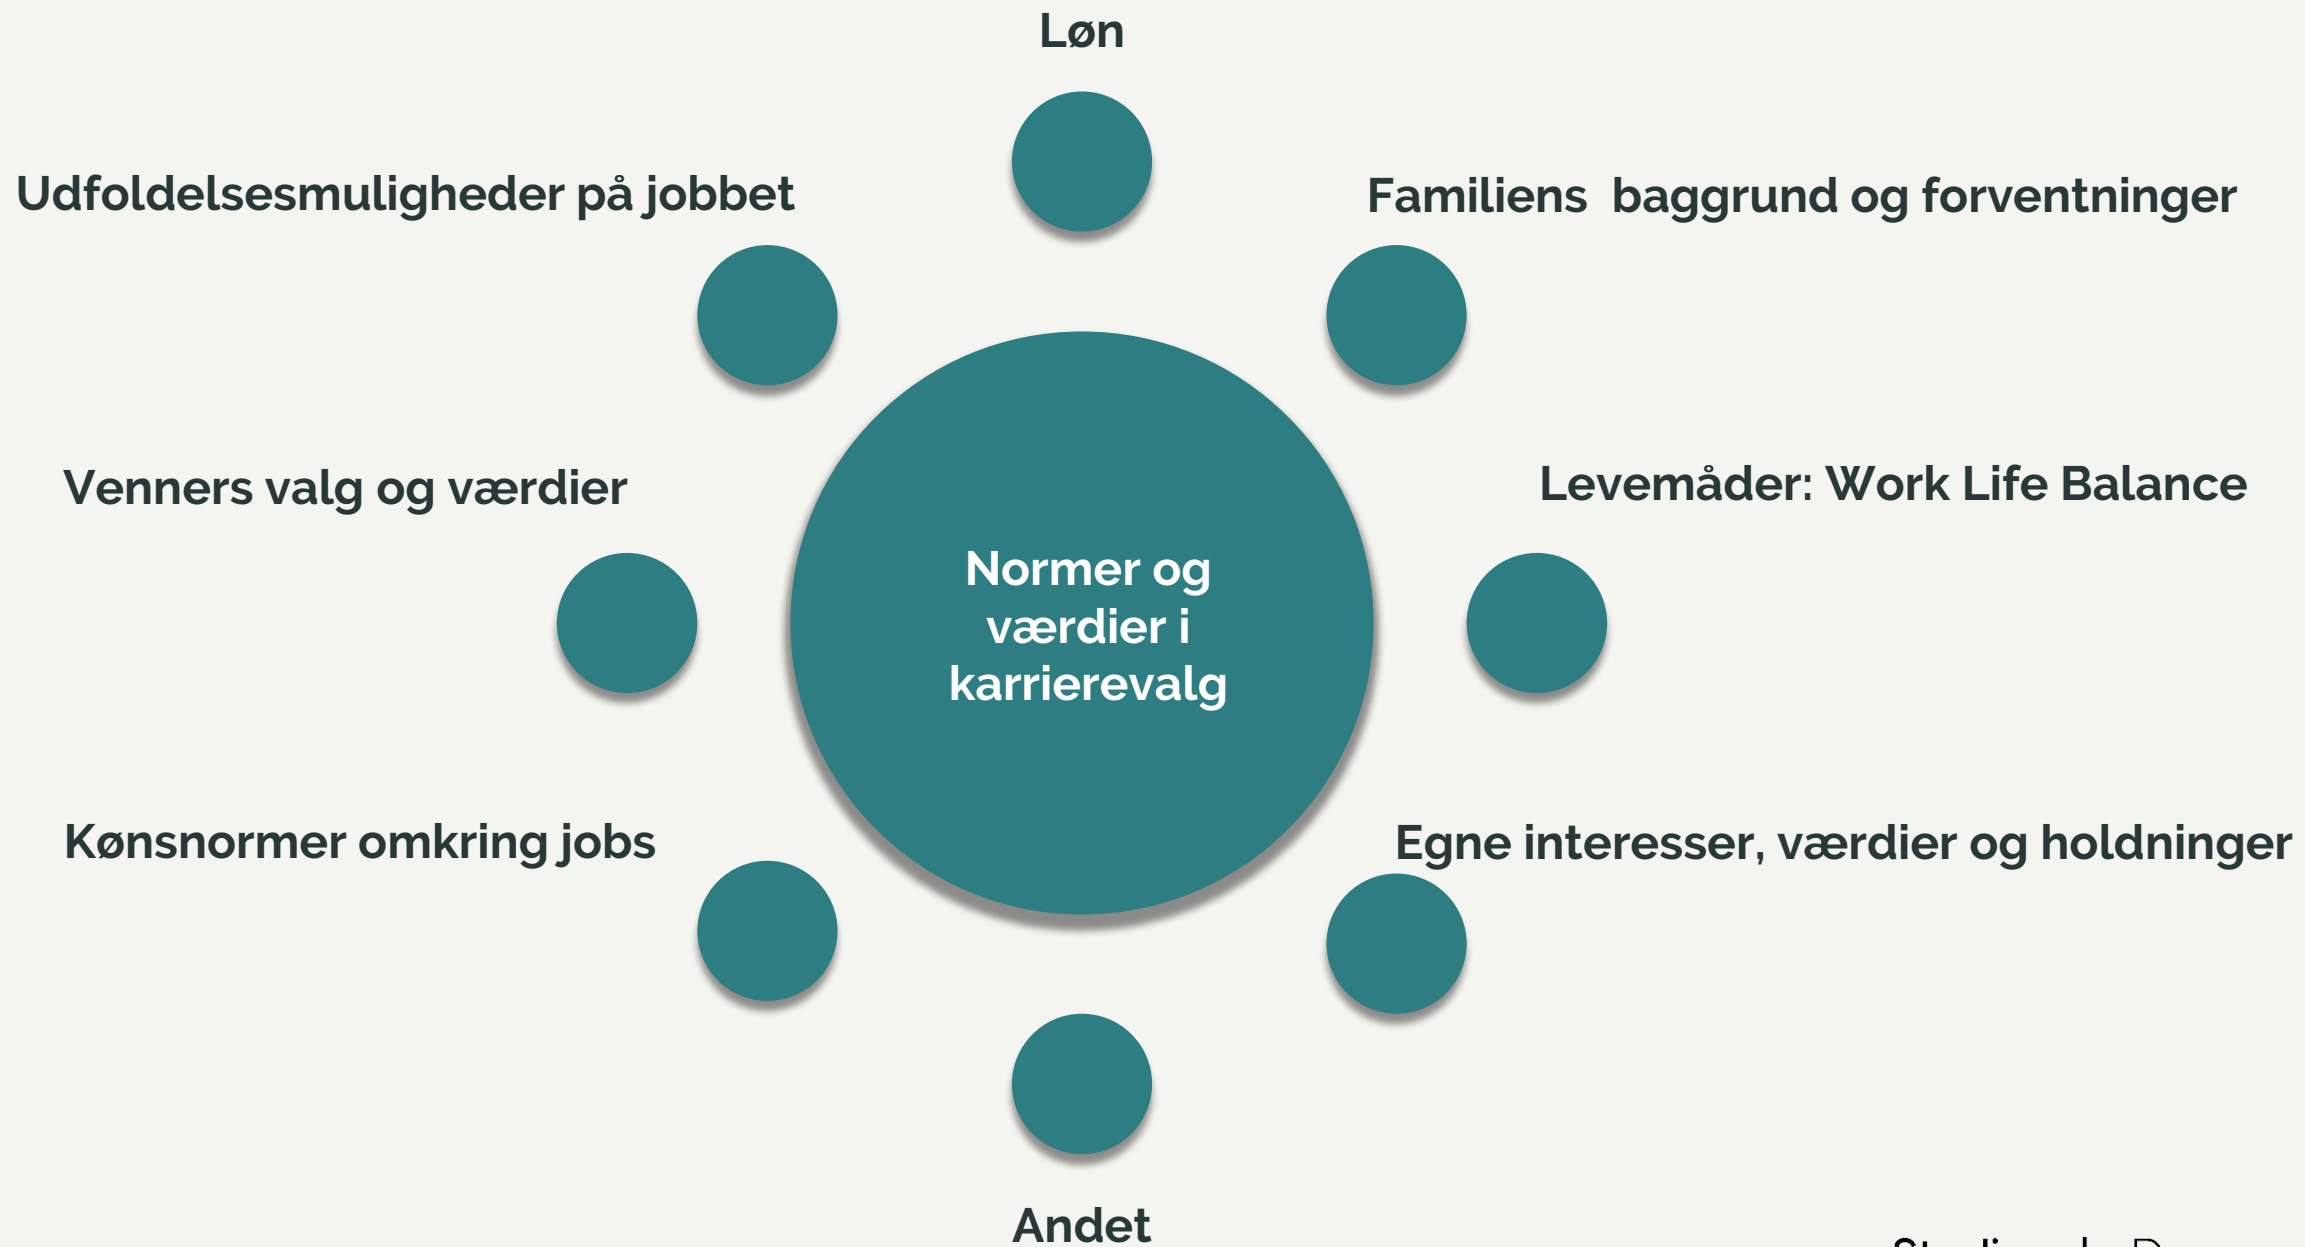 Løn
Udfoldelsesmuligheder på jobbet
Familiens  baggrund og forventninger
Venners valg og værdier
Levemåder: Work Life Balance
Normer og
værdier i
karrierevalg
Kønsnormer omkring jobs
Egne interesser, værdier og holdninger
Andet